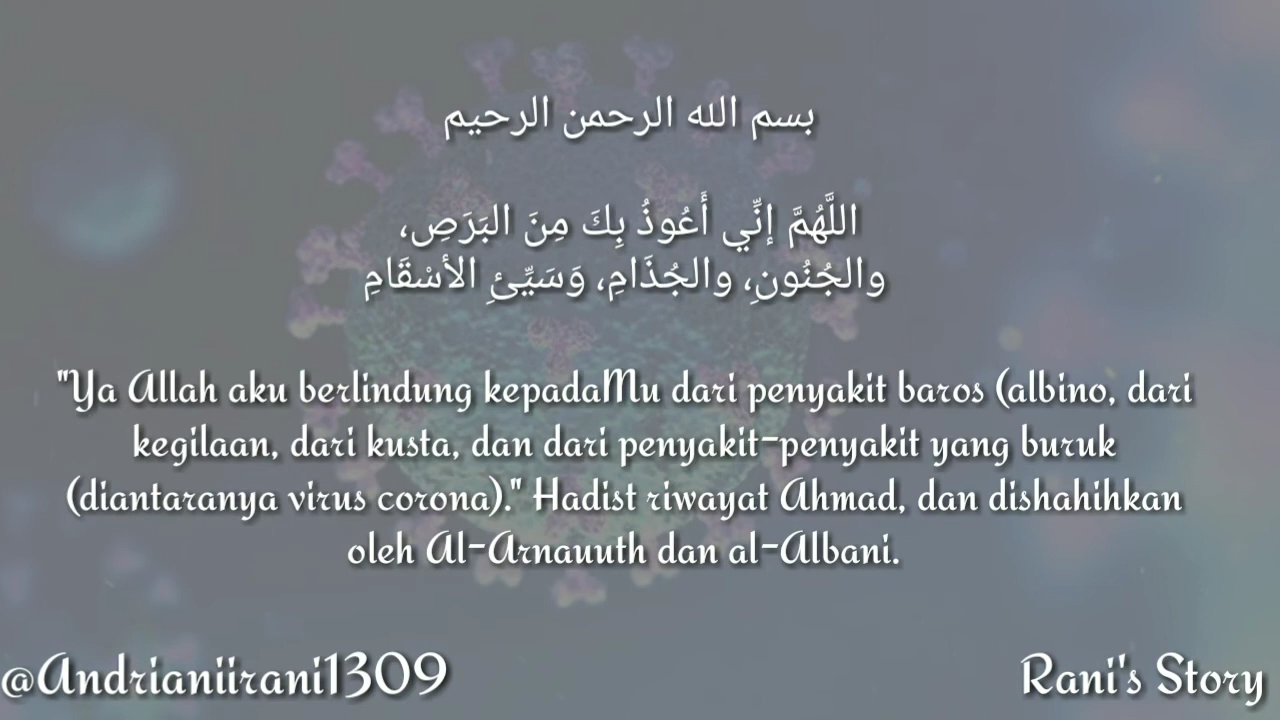 بسم الله الرحمن الرحيم
اللَّهُمَّ إنِّي أَعُوذُ بِكَ مِنَ البَرَصِ،
والجُنُونِ، والجُذَامِ، وَسَيِّئِ الأسْقَامِ
"Ya Allah aku berlindung kepadaMu dari penyakit baros (albino, dari
kegilaan, dari kusta, dan dari penyakit-penyakit yang buruk
(diantaranya virus corona)." Hadist riwayat Ahmad, dan dishahihkan
oleh Al-Arnauuth dan al-Albani.
@Andrianiirani1309
Rani's Story